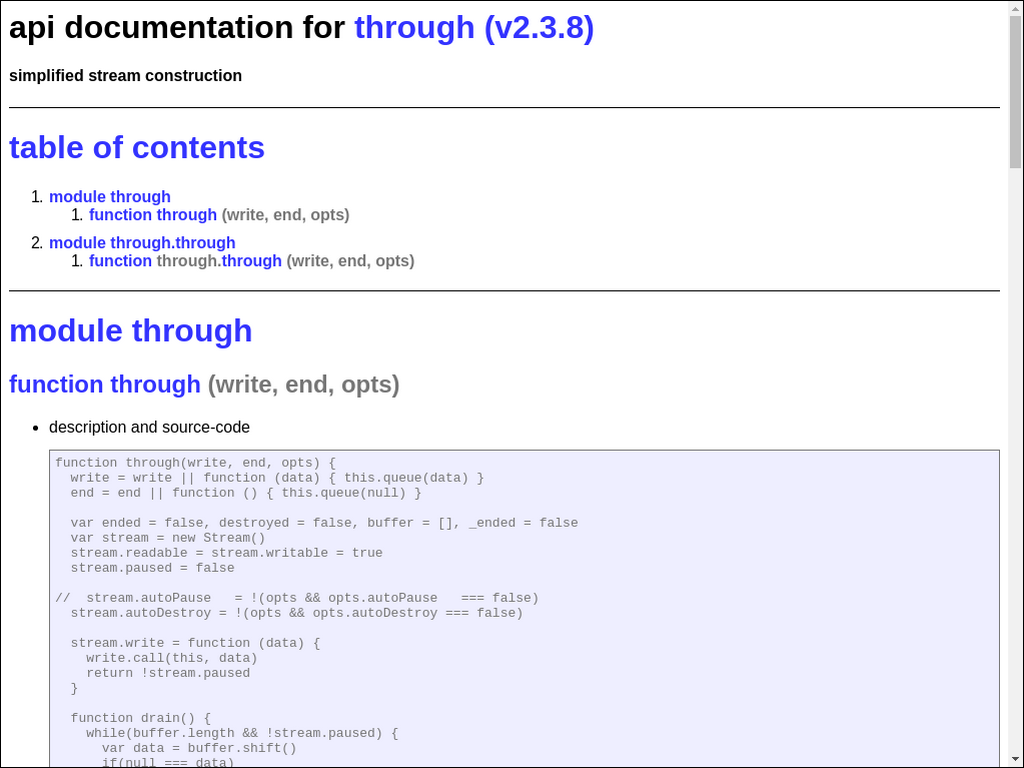 api documentation for through (v2.3.8)
simplified stream construction
table of contents
1. module through
1. function through (write, end, opts)
2. module through.through
1. function through.through (write, end, opts)
module through
function through (write, end, opts)
• description and source-code
function through(write, end, opts) {
  write = write || function (data) { this.queue(data) }
  end = end || function () { this.queue(null) }

  var ended = false, destroyed = false, buffer = [], _ended = false
  var stream = new Stream()
  stream.readable = stream.writable = true
  stream.paused = false

//  stream.autoPause   = !(opts && opts.autoPause   === false)
  stream.autoDestroy = !(opts && opts.autoDestroy === false)

  stream.write = function (data) {
    write.call(this, data)
    return !stream.paused
  }

  function drain() {
    while(buffer.length && !stream.paused) {
      var data = buffer.shift()
      if(null === data)